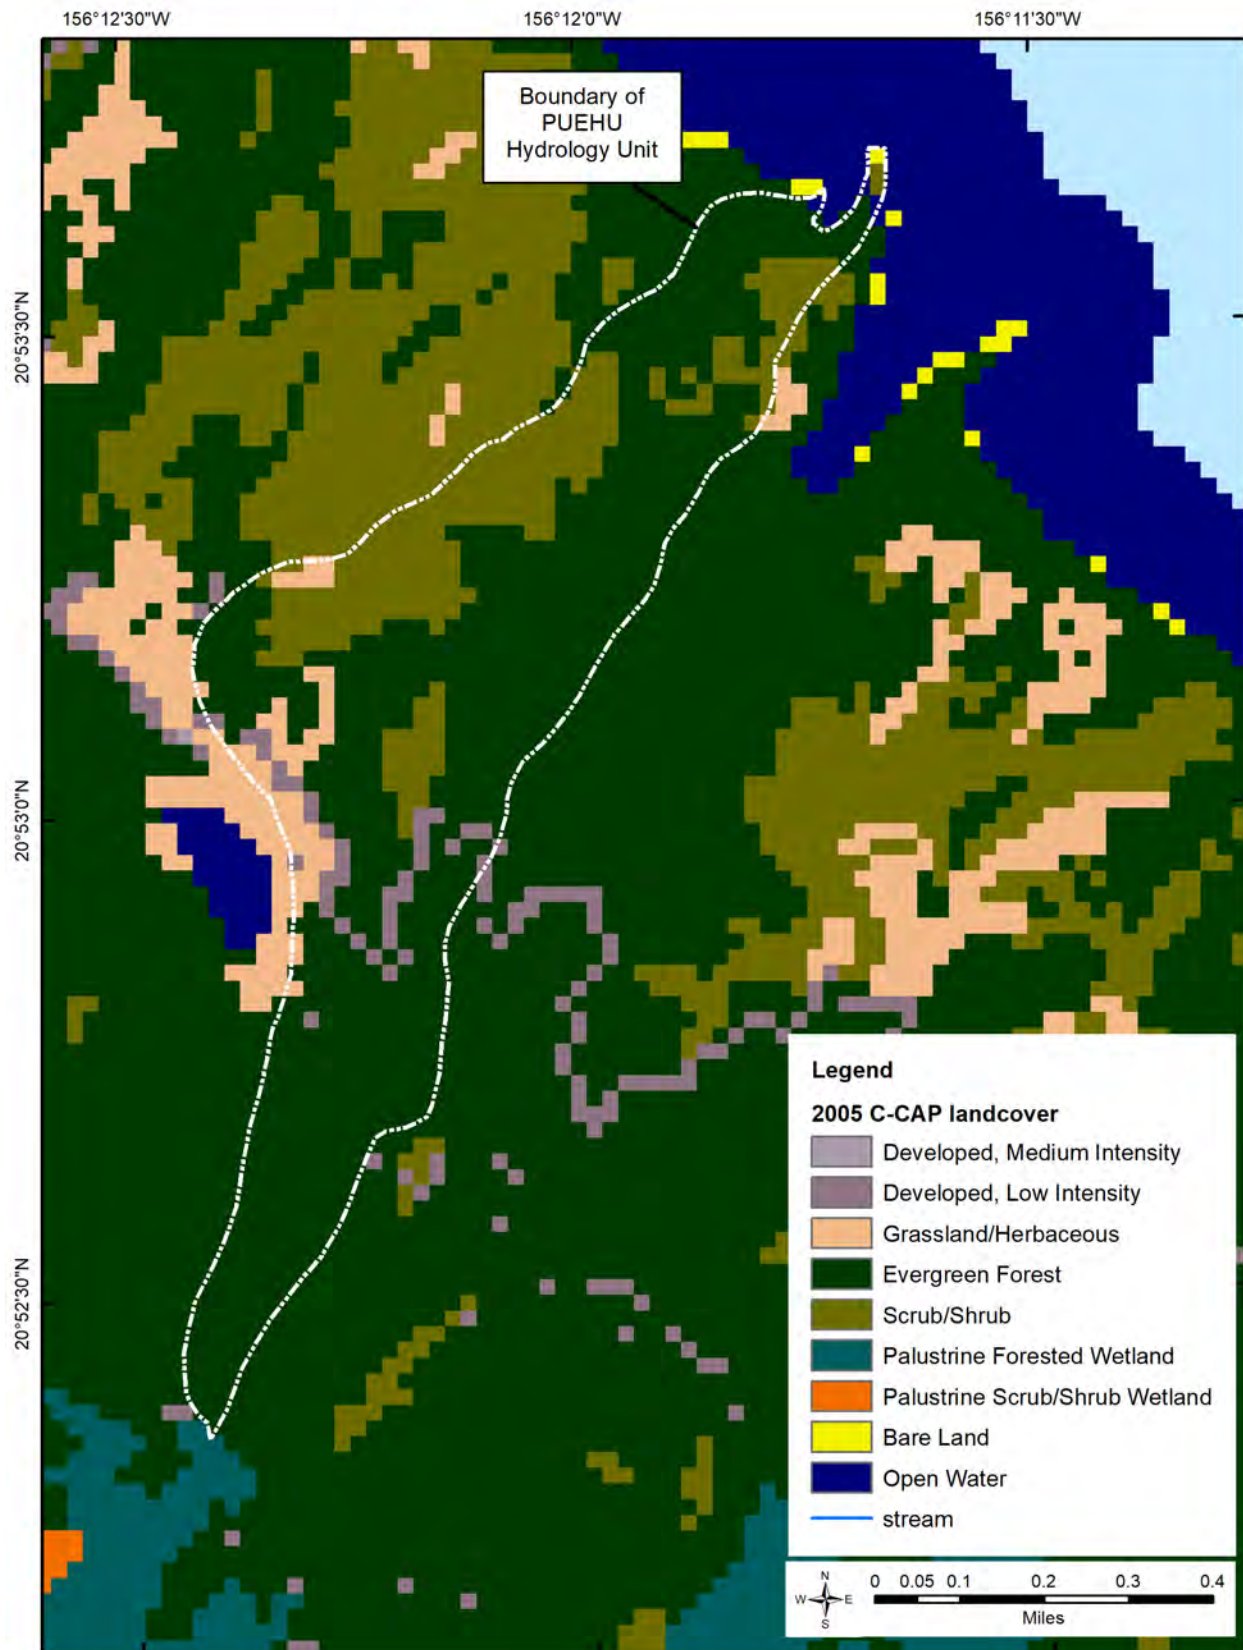 156°12'30"W
156°12'0"W
156°11'30"W
Boundary of
PUEHU
Hydrology Unit
20°53'30"N
20°53'0"N
20°52'30"N
Legend
2005 C-CAP landcover
Developed, Medium Intensity
Developed, Low Intensity
Grassland/Herbaceous
Evergreen Forest
Scrub/Shrub
Palustrine Forested Wetland
Palustrine Scrub/Shrub Wetland
Bare Land
Open Water
stream
N
W E
S
0 0.05 0.1 0.2 0.3 0.4
Miles